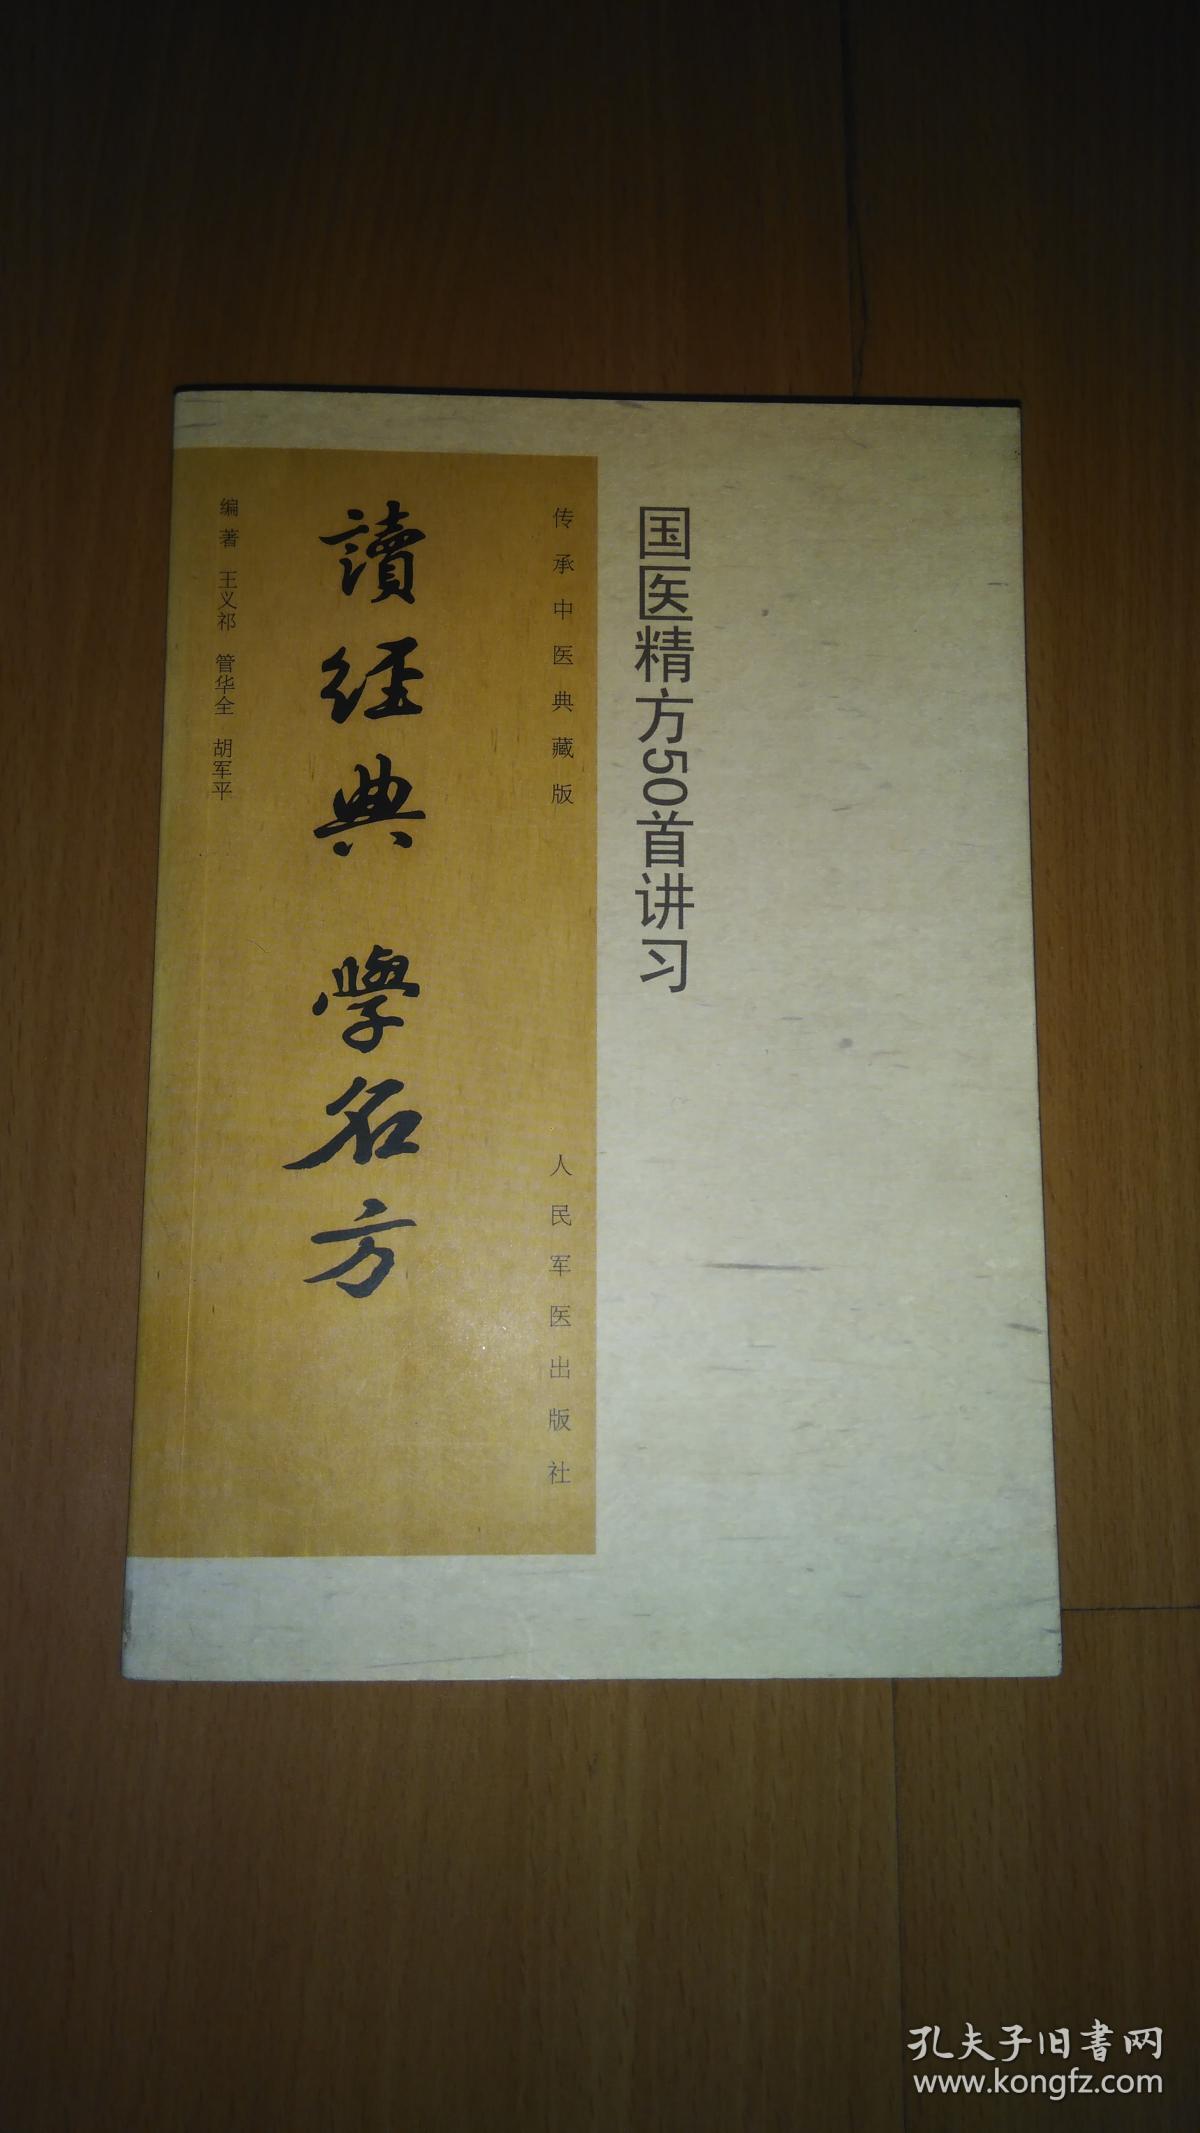 国医精方50首讲习
传承中医典藏版
人民军医出版社
讀经典 學名方
编著 王义祁 管华全 胡军平
孔夫子旧書网
www.kongfz.com